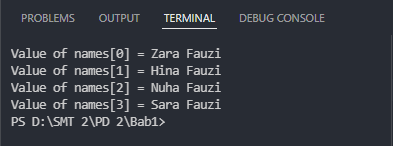 PROBLEMS OUTPUT TERMINAL DEBUG CONSOLE
Value of names[0] = Zara Fauzi
Value of names[1] = Hina Fauzi
Value of names[2] = Nuha Fauzi
Value of names[3] = Sara Fauzi
PS D:\SMT 2\PD 2\Bab1>